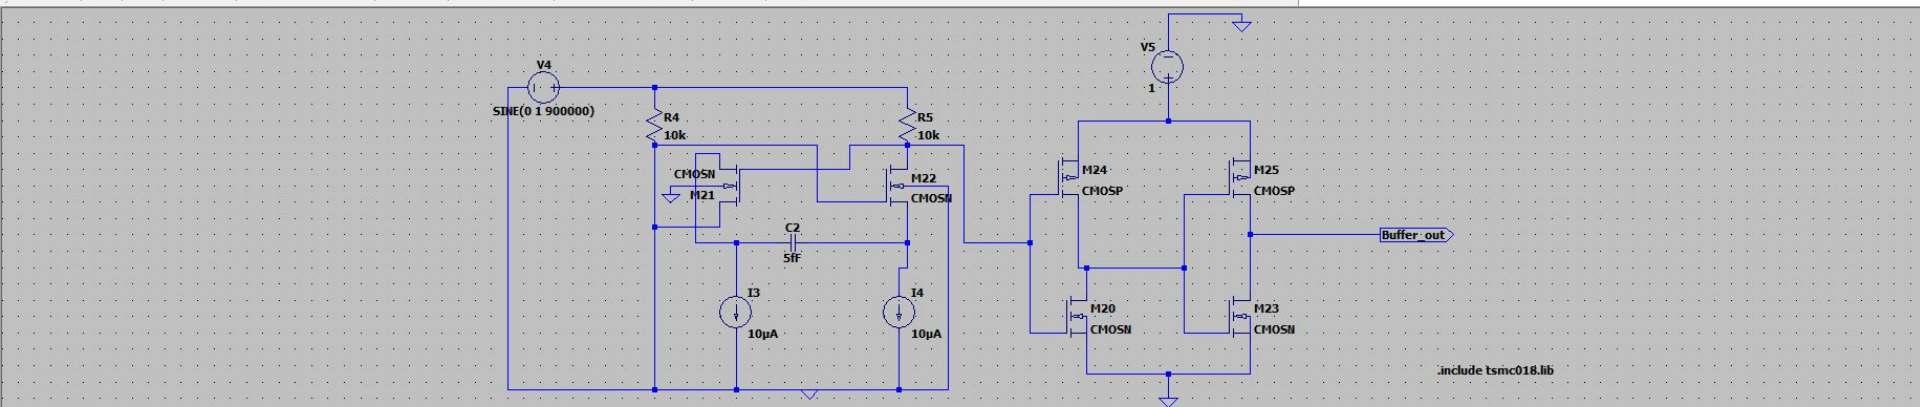 V4
SINE(0 1 900000)
R4
10k
R5
10k
CMOSN
M21
M22
CMOSN
C2
5fF
I3
10µA
I4
10µA
V5
1
M24
CMOSP
M25
CMOSP
Buffer_out
M20
CMOSN
M23
CMOSN
.include tsmc018.lib